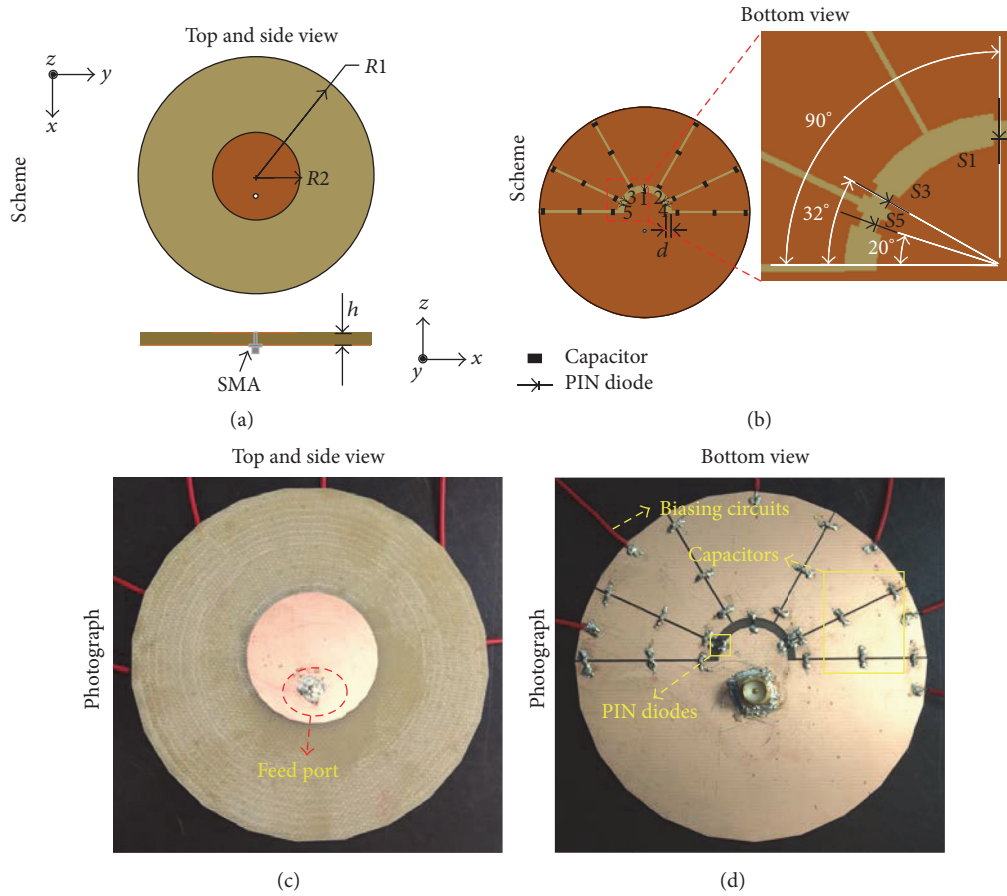 Top and side view
z
y
x
R1
R2
Scheme
h
z
x
y
SMA
(a)
Bottom view
Scheme
3
1
2
5
4
d
90°
32°
20°
S1
S3
S5
Capacitor
PIN diode
(b)
Top and side view
Photograph
Feed port
(c)
Bottom view
Photograph
Biasing circuits
Capacitors
PIN diodes
(d)